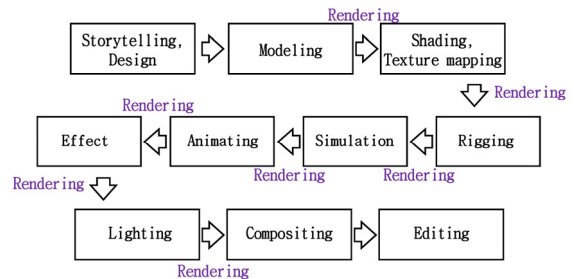 Rendering
Storytelling,
Design
Modeling
Shading,
Texture mapping
Rendering
Rendering
Effect
Animating
Simulation
Rigging
Rendering
Rendering
Rendering
Lighting
Compositing
Editing
Rendering